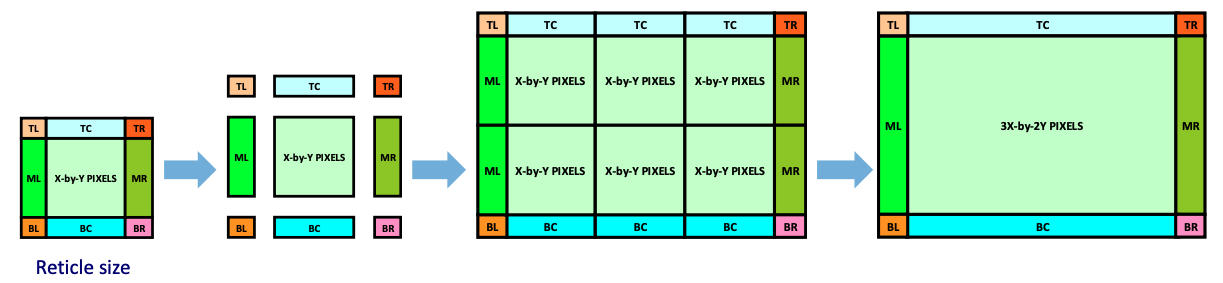 TL TC TR
ML X-by-Y PIXELS MR
BL BC BR
Reticle size
TL TC TR
ML X-by-Y PIXELS MR
BL BC BR
TL TC TC TC TR
ML X-by-Y PIXELS X-by-Y PIXELS X-by-Y PIXELS MR
ML X-by-Y PIXELS X-by-Y PIXELS X-by-Y PIXELS MR
BL BC BC BC BR
TL TC TR
ML 3X-by-2Y PIXELS MR
BL BC BR